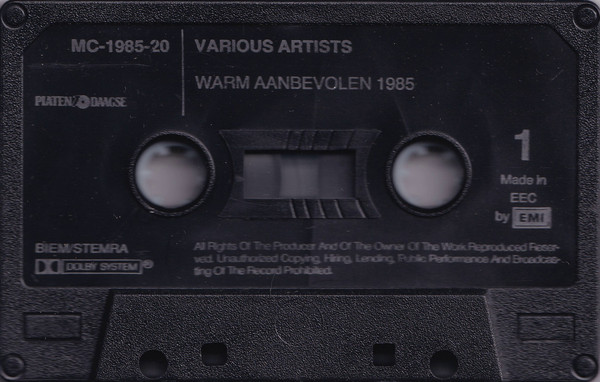 MC-1985-20
VARIOUS ARTISTS
WARM AANBEVOLEN 1985
PLATEN 10 DAAGSE
1
Made in
EEC
by EMI
BIEM/STEMRA
DOLBY SYSTEM®
All Rights Of The Producer And Of The Owner Of The Work Reproduced Reser-
ved. Unauthorized Copying, Hiring, Lending, Public Performance And Broadcas-
ting Of The Record Prohibited.